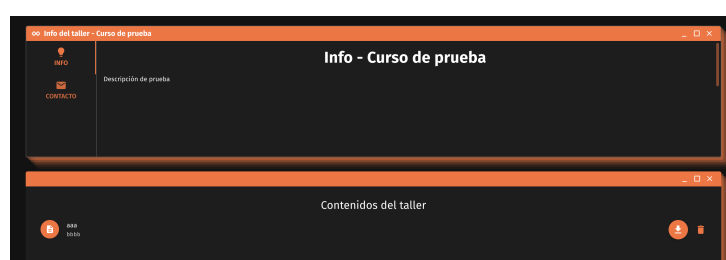 Info del taller - Curso de prueba
INFO
CONTACTO
Info - Curso de prueba
Descripción de prueba
Contenidos del taller
aaa
bbbb